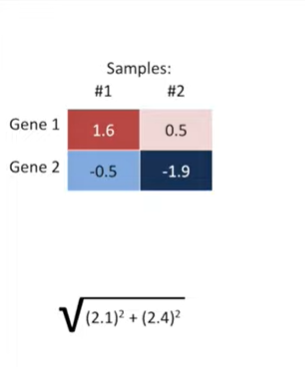 Samples:
#1 #2
Gene 1 1.6 0.5
Gene 2 -0.5 -1.9
√(2.1)² + (2.4)²